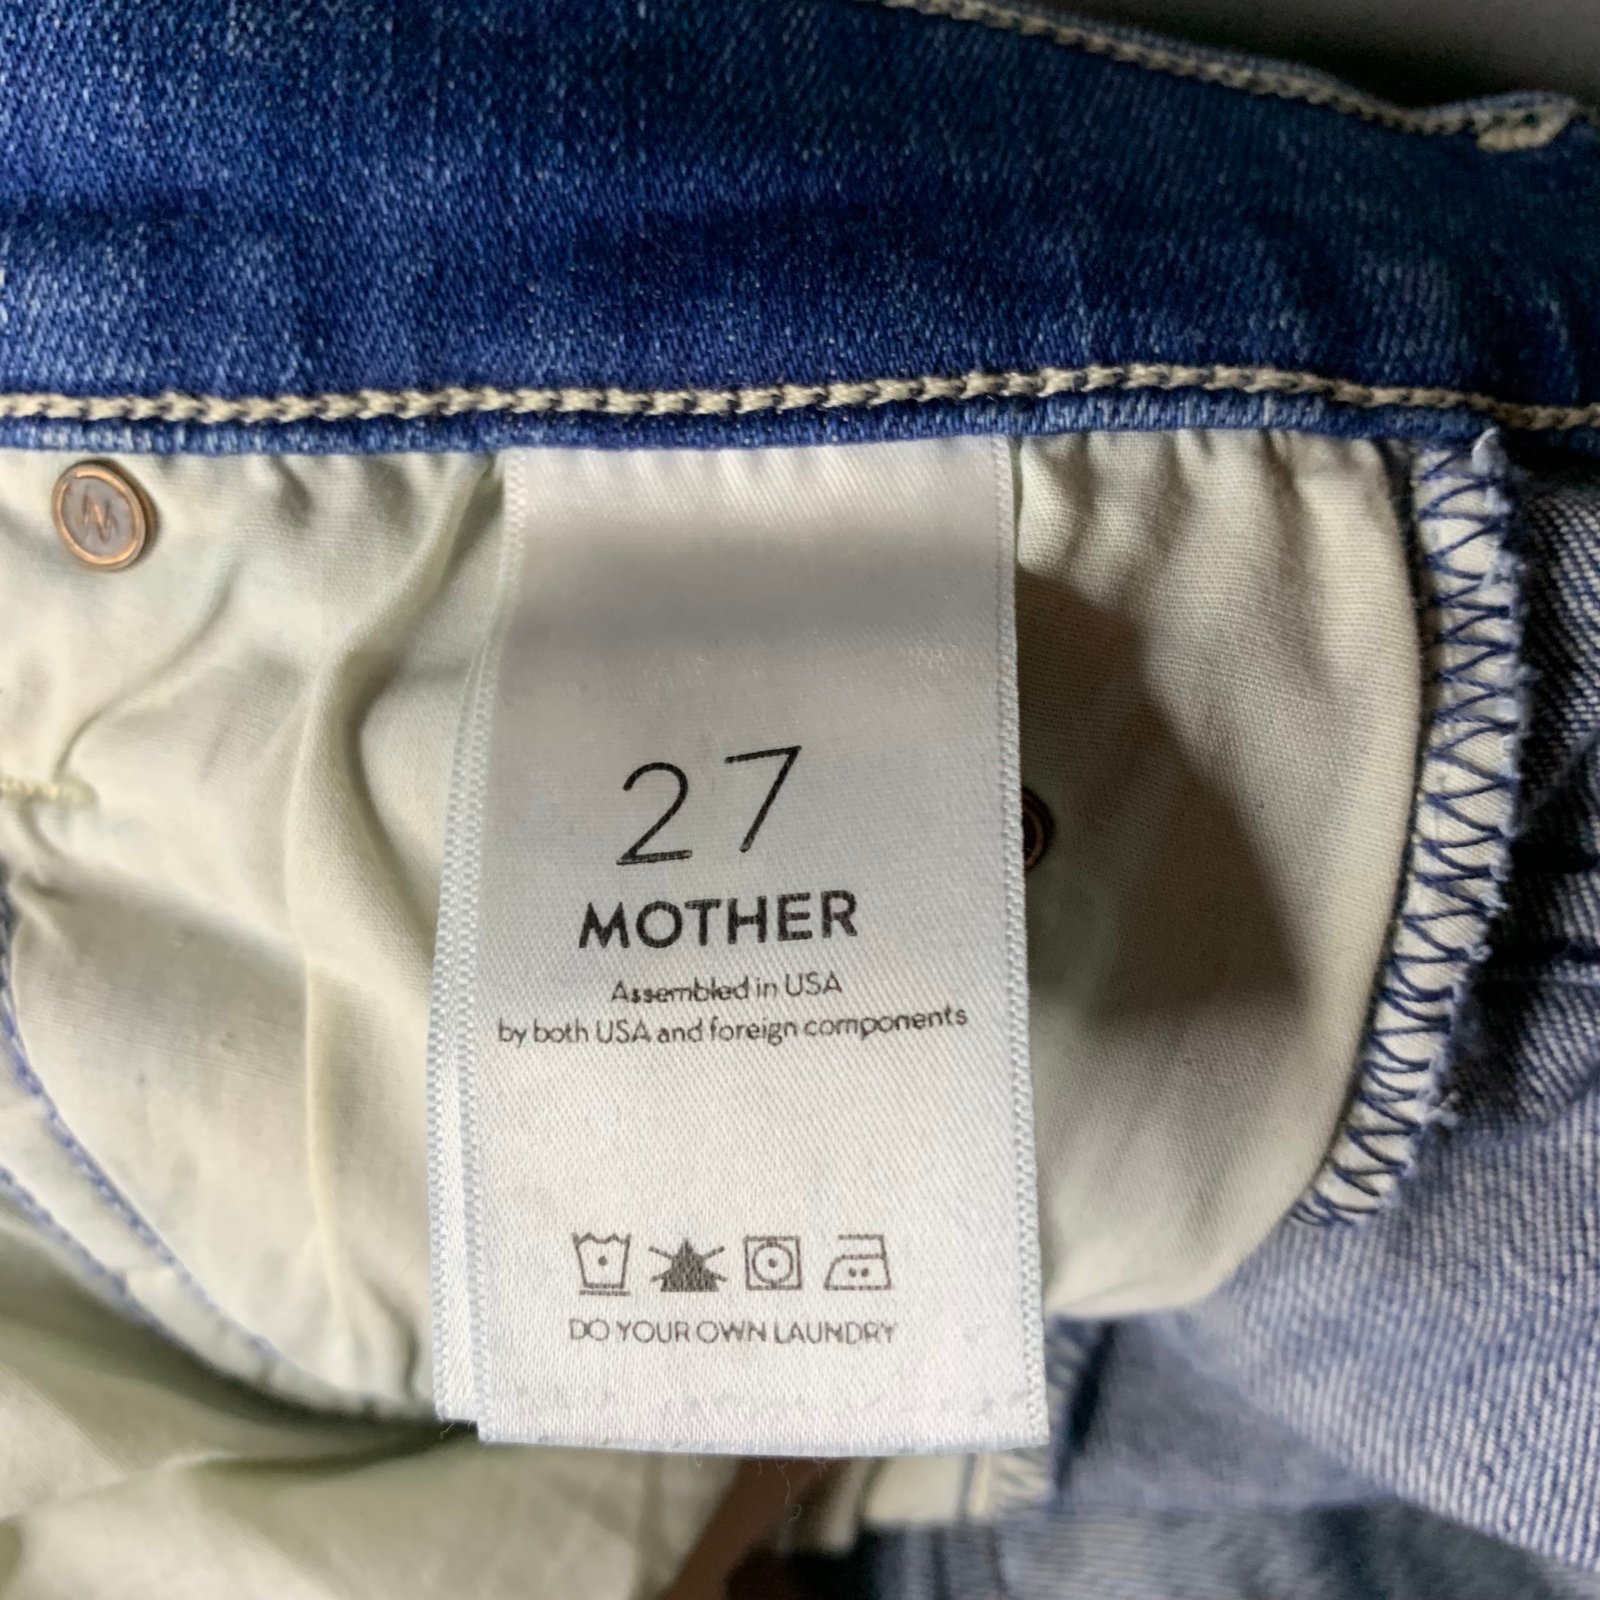 27
MOTHER
Assembled in USA
by both USA and foreign components
DO YOUR OWN LAUNDRY